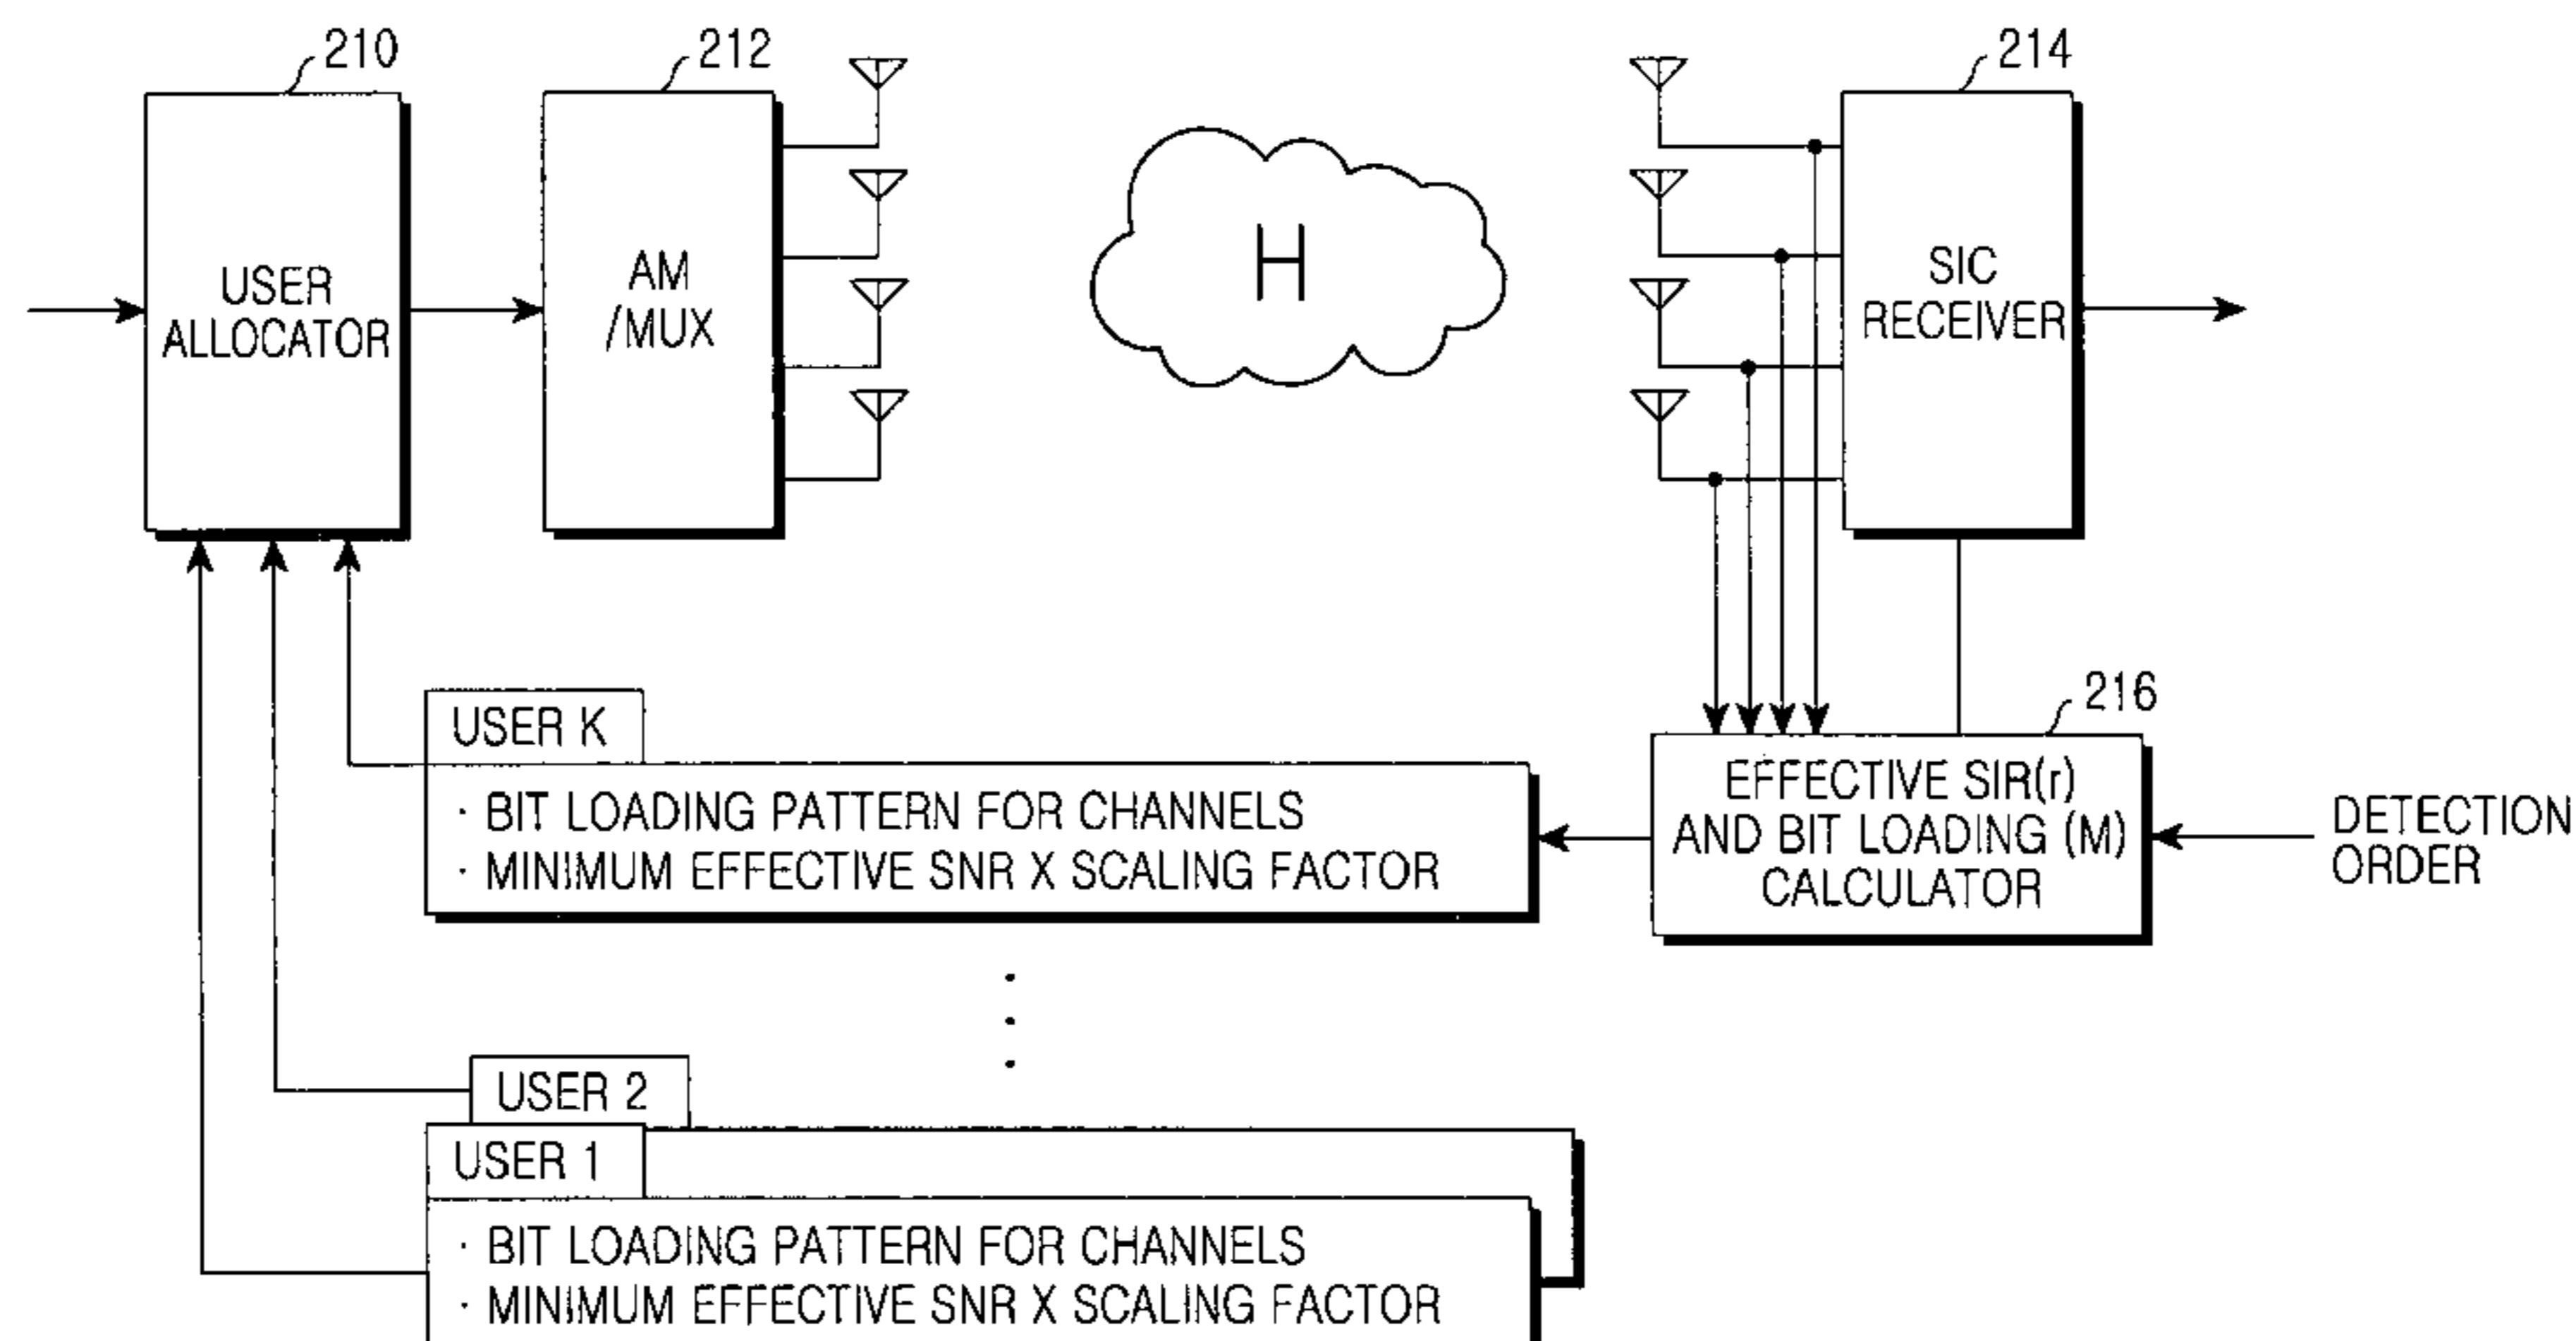 210
212
214
USER
ALLOCATOR
AM
/MUX
H
SIC
RECEIVER
216
USER K
· BIT LOADING PATTERN FOR CHANNELS
· MINIMUM EFFECTIVE SNR X SCALING FACTOR
EFFECTIVE SIR(r)
AND BIT LOADING (M)
CALCULATOR
DETECTION
ORDER
USER 2
USER 1
· BIT LOADING PATTERN FOR CHANNELS
· MINIMUM EFFECTIVE SNR X SCALING FACTOR